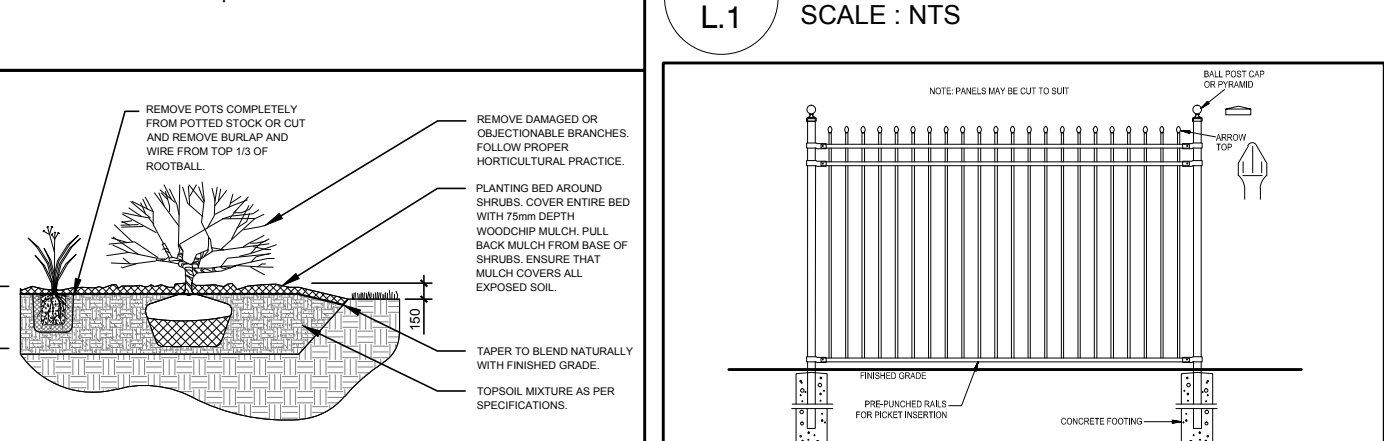 L.1
SCALE : NTS
REMOVE POTS COMPLETELY
FROM POTTED STOCK OR CUT
AND REMOVE BURLAP AND
WIRE FROM TOP 1/3 OF
ROOTBALL.
REMOVE DAMAGED OR
OBJECTIONABLE BRANCHES.
FOLLOW PROPER
HORTICULTURAL PRACTICE.
PLANTING BED AROUND
SHRUBS. COVER ENTIRE BED
WITH 75mm DEPTH
WOODCHIP MULCH. PULL
BACK MULCH FROM BASE OF
SHRUBS. ENSURE THAT
MULCH COVERS ALL
EXPOSED SOIL.
150
TAPER TO BLEND NATURALLY
WITH FINISHED GRADE.
TOPSOIL MIXTURE AS PER
SPECIFICATIONS.
NOTE: PANELS MAY BE CUT TO SUIT
BALL POST CAP
OR PYRAMID
ARROW
TOP
FINISHED GRADE
PRE-PUNCHED RAILS
FOR PICKET INSERTION
CONCRETE FOOTING